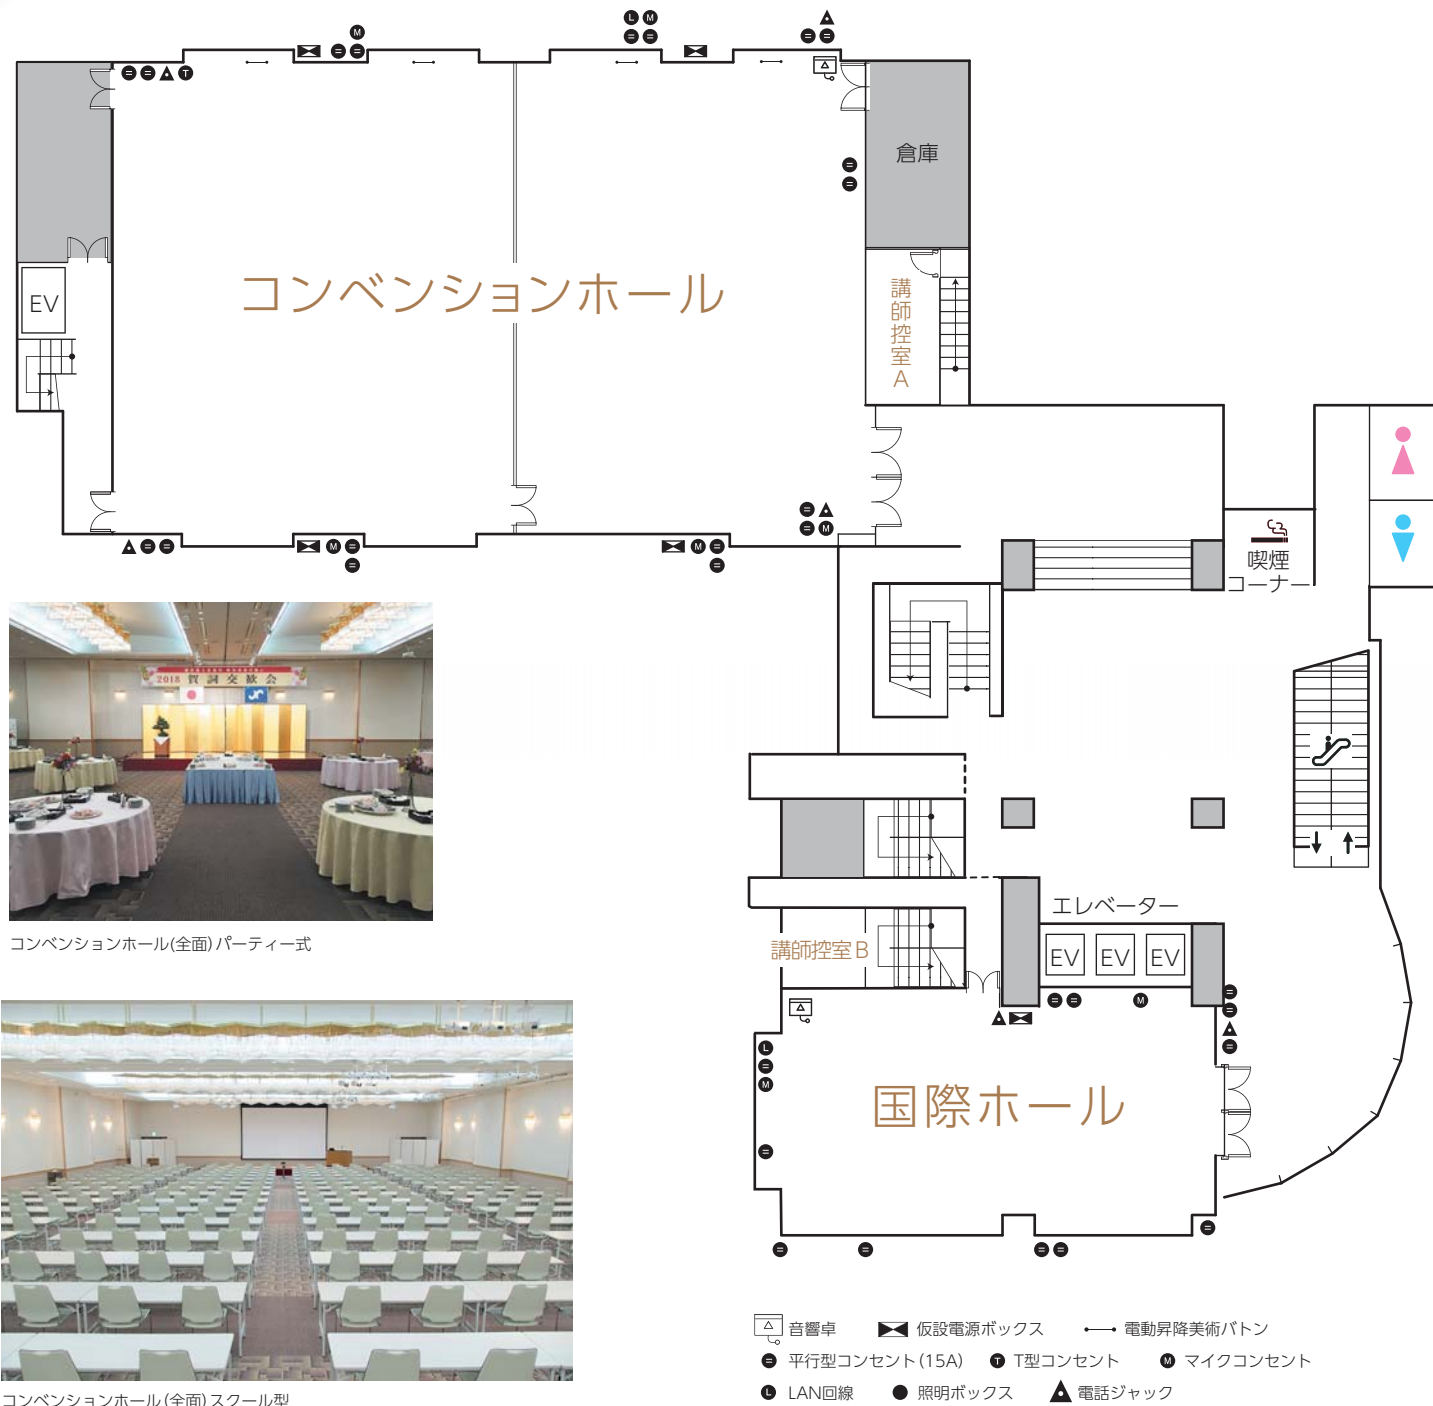 倉庫
コンベンションホール
EV
講師控室A
喫煙
コーナー
2018 賀詞交歓会
コンベンションホール(全面)パーティー式
エレベーター
EV EV EV
講師控室B
国際ホール
コンベンションホール(全面)スクール型
音響卓 仮設電源ボックス 電動昇降美術バトン
平行型コンセント(15A) T T型コンセント M マイクコンセント
L LAN回線 照明ボックス 電話ジャック